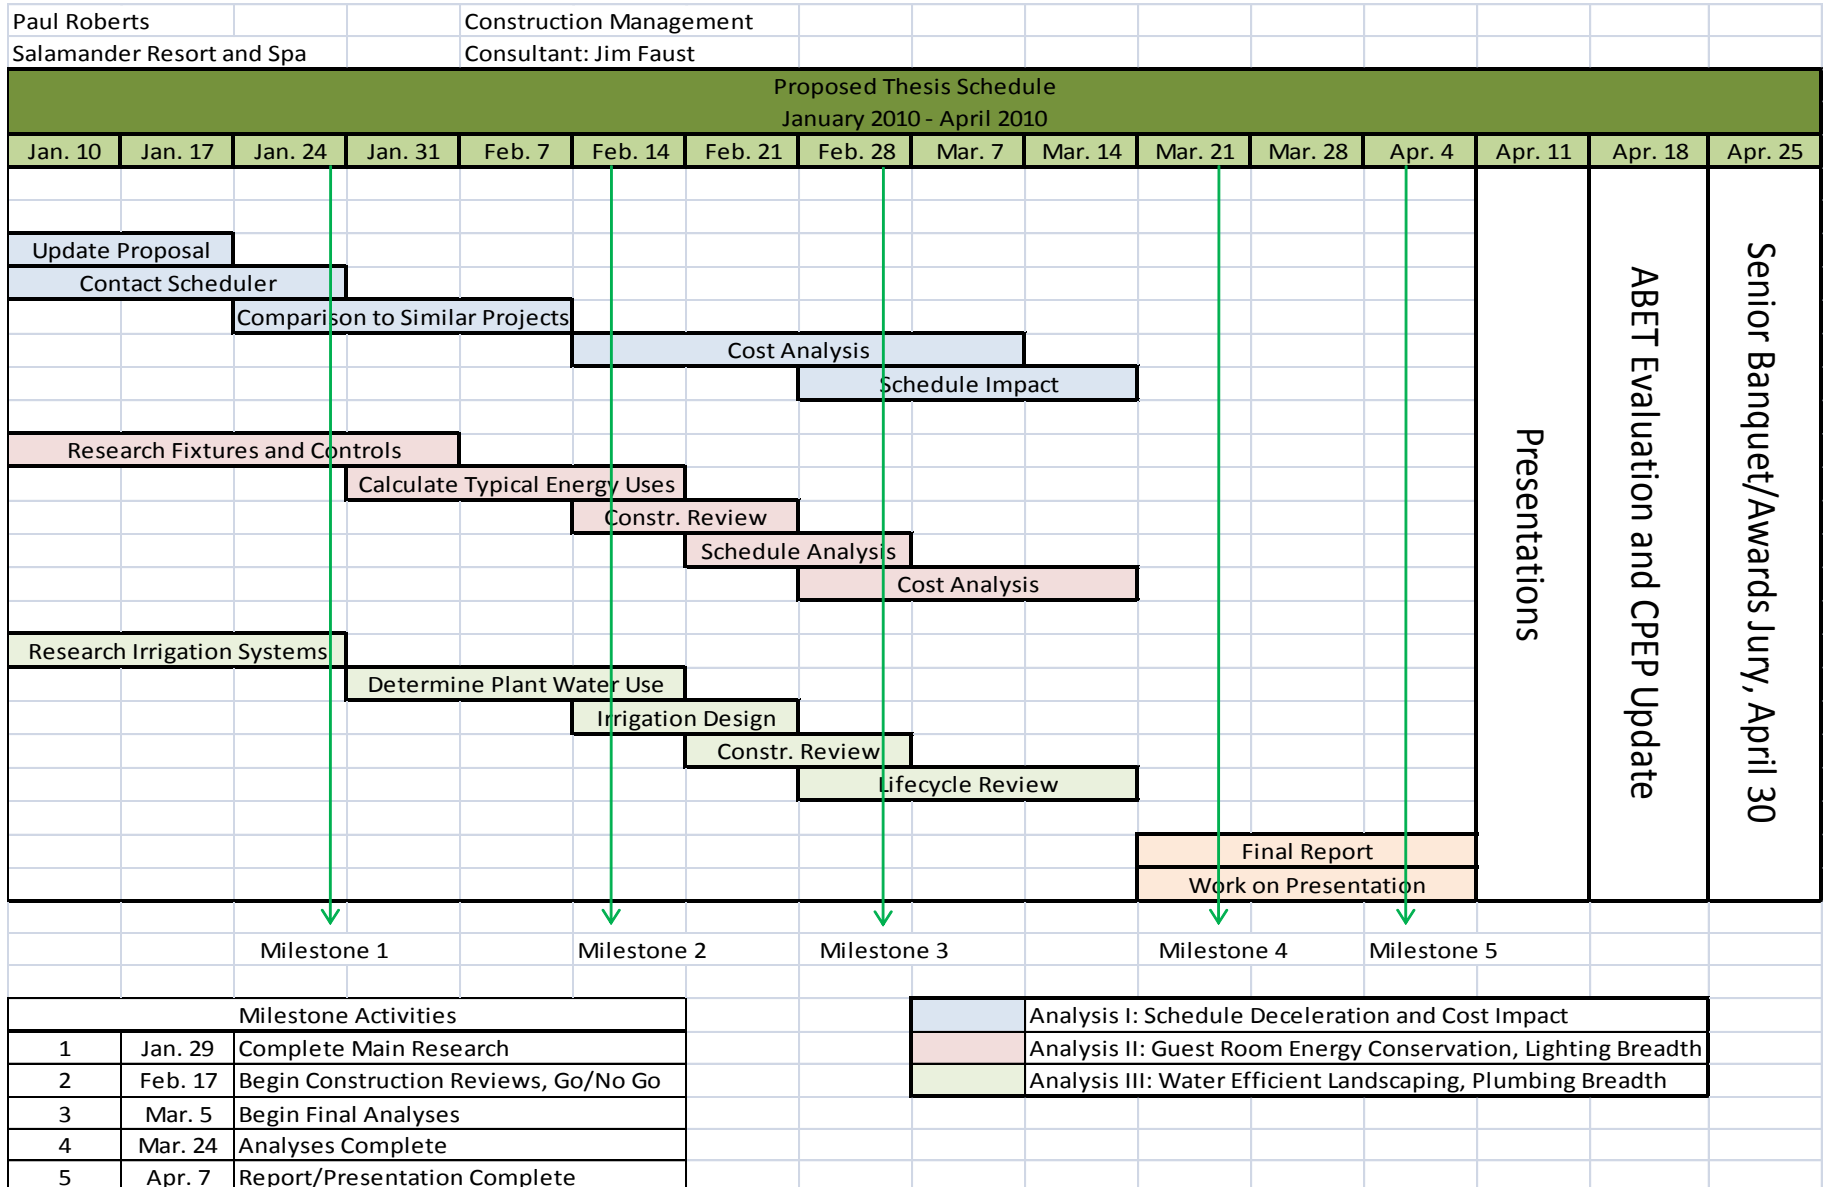 Paul Roberts Construction Management
Salamander Resort and Spa Consultant: Jim Faust
Proposed Thesis Schedule
January 2010 - April 2010
Jan. 10 Jan. 17 Jan. 24 Jan. 31 Feb. 7 Feb. 14 Feb. 21 Feb. 28 Mar. 7 Mar. 14 Mar. 21 Mar. 28 Apr. 4 Apr. 11 Apr. 18 Apr. 25
Update Proposal
Contact Scheduler
Comparison to Similar Projects
Cost Analysis
Schedule Impact
Research Fixtures and Controls
Calculate Typical Energy Uses
Constr. Review
Schedule Analysis
Cost Analysis
Research Irrigation Systems
Determine Plant Water Use
Irrigation Design
Constr. Review
Lifecycle Review
Final Report
Work on Presentation
Presentations
ABET Evaluation and CPEP Update
Senior Banquet/Awards Jury, April 30
Milestone 1 Milestone 2 Milestone 3 Milestone 4 Milestone 5
Milestone Activities
1 Jan. 29 Complete Main Research
2 Feb. 17 Begin Construction Reviews, Go/No Go
3 Mar. 5 Begin Final Analyses
4 Mar. 24 Analyses Complete
5 Apr. 7 Report/Presentation Complete
Analysis I: Schedule Deceleration and Cost Impact
Analysis II: Guest Room Energy Conservation, Lighting Breadth
Analysis III: Water Efficient Landscaping, Plumbing Breadth